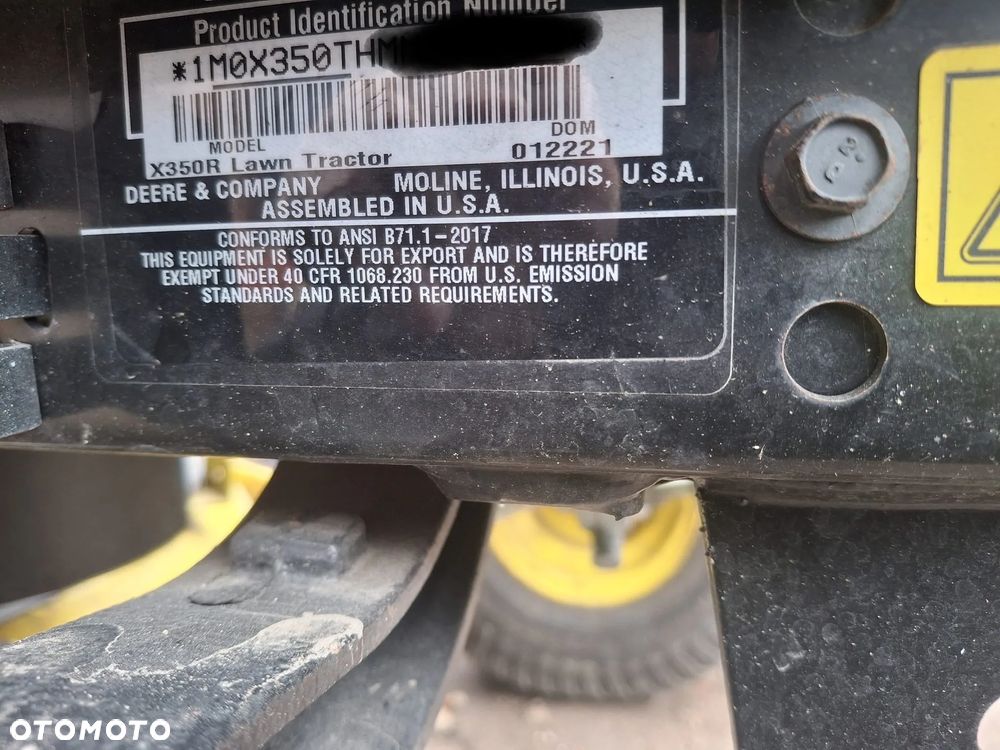 Product Identification Number
*1M0X350THM
MODEL DOM
X350R Lawn Tractor 012221
DEERE & COMPANY MOLINE, ILLINOIS, U.S.A.
ASSEMBLED IN U.S.A.
CONFORMS TO ANSI B71.1-2017
THIS EQUIPMENT IS SOLELY FOR EXPORT AND IS THEREFORE
EXEMPT UNDER 40 CFR 1068.230 FROM U.S. EMISSION
STANDARDS AND RELATED REQUIREMENTS.
OTOMOTO